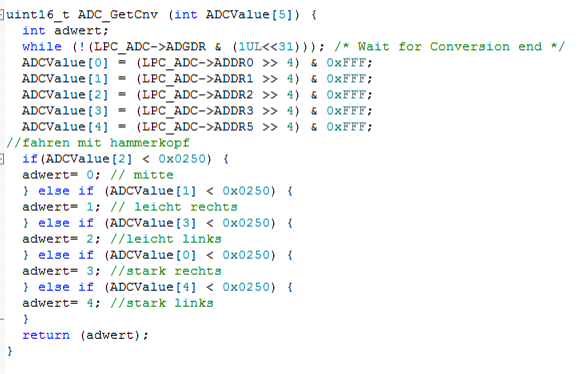 uint16_t ADC_GetCnv (int ADCValue[5]) {
int adwert;
while (!(LPC_ADC->ADGDR & (1UL<<31))); /* Wait for Conversion end */
ADCValue[0] = (LPC_ADC->ADDR0 >> 4) & 0xFFF;
ADCValue[1] = (LPC_ADC->ADDR1 >> 4) & 0xFFF;
ADCValue[2] = (LPC_ADC->ADDR2 >> 4) & 0xFFF;
ADCValue[3] = (LPC_ADC->ADDR3 >> 4) & 0xFFF;
ADCValue[4] = (LPC_ADC->ADDR5 >> 4) & 0xFFF;
//fahren mit hammerkopf
if(ADCValue[2] < 0x0250) {
adwert= 0; // mitte
} else if (ADCValue[1] < 0x0250) {
adwert= 1; // leicht rechts
} else if (ADCValue[3] < 0x0250) {
adwert= 2; //leicht links
} else if (ADCValue[0] < 0x0250) {
adwert= 3; //stark rechts
} else if (ADCValue[4] < 0x0250) {
adwert= 4; //stark links
}
return (adwert);
}